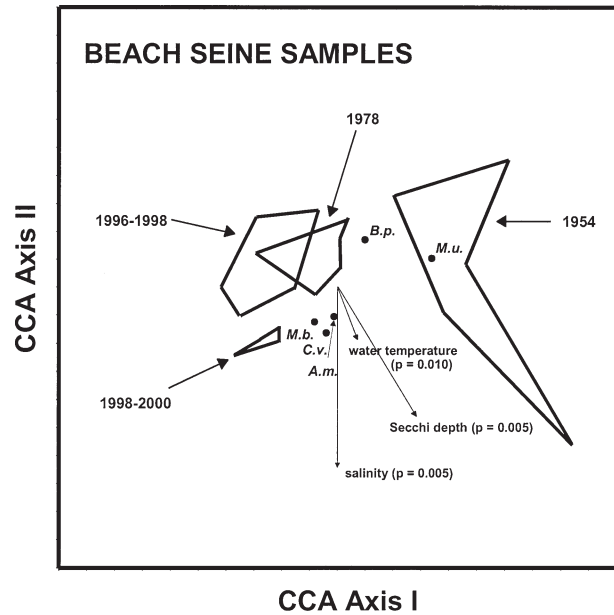 BEACH SEINE SAMPLES
1978
1996-1998
1954
B.p.
M.u.
M.b.
C.v.
A.m.
water temperature
(p = 0.010)
1998-2000
Secchi depth (p = 0.005)
salinity (p = 0.005)
CCA Axis II
CCA Axis I